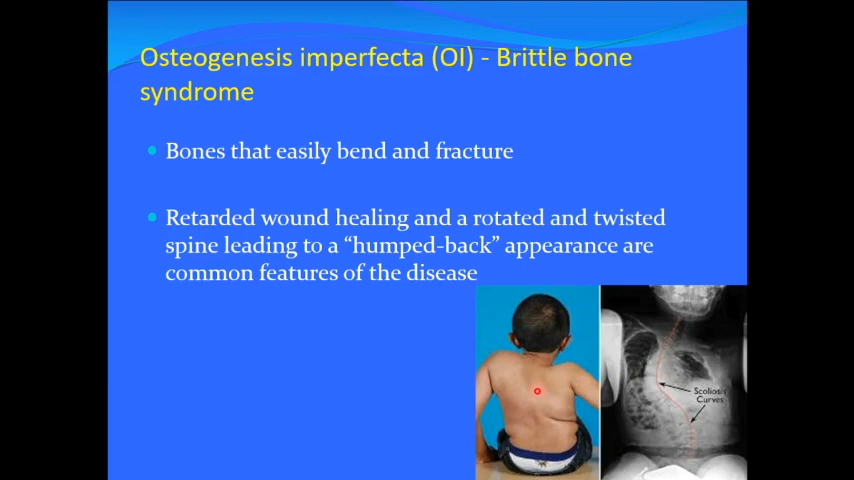 Osteogenesis imperfecta (OI) - Brittle bone
syndrome
Bones that easily bend and fracture
Retarded wound healing and a rotated and twisted
spine leading to a “humped-back” appearance are
common features of the disease
Scoliosis
Curves